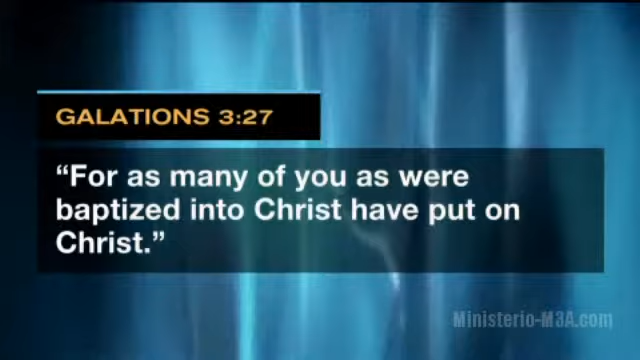 GALATIONS 3:27
“For as many of you as were
baptized into Christ have put on
Christ.”
Ministerio-M3A.com